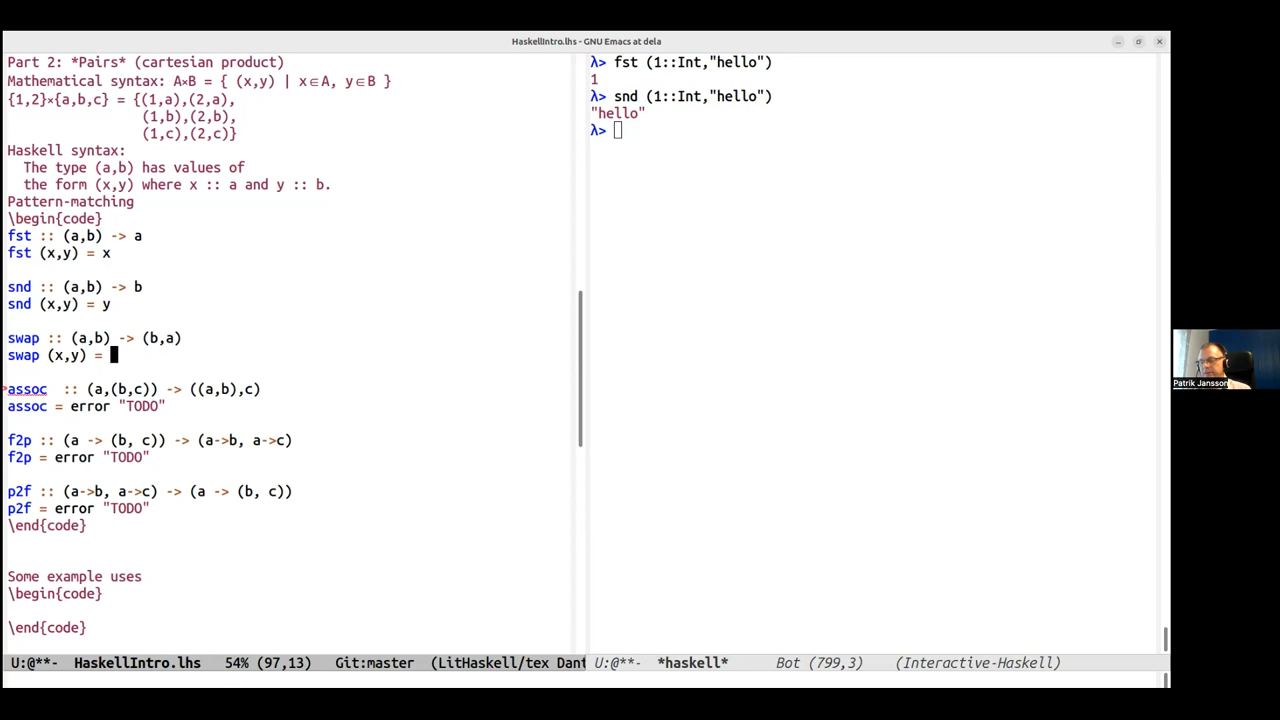 HaskellIntro.lhs - GNU Emacs at dela
Part 2: *Pairs* (cartesian product)
Mathematical syntax: A×B = { (x,y) | x∈A, y∈B }
{1,2}×{a,b,c} = {(1,a),(2,a),
(1,b),(2,b),
(1,c),(2,c)}
Haskell syntax:
The type (a,b) has values of
the form (x,y) where x :: a and y :: b.
Pattern-matching
\begin{code}
fst :: (a,b) -> a
fst (x,y) = x
snd :: (a,b) -> b
snd (x,y) = y
swap :: (a,b) -> (b,a)
swap (x,y) =
assoc  :: (a,(b,c)) -> ((a,b),c)
assoc = error "TODO"
f2p :: (a -> (b, c)) -> (a->b, a->c)
f2p = error "TODO"
p2f :: (a->b, a->c) -> (a -> (b, c))
p2f = error "TODO"
\end{code}
Some example uses
\begin{code}
\end{code}
U:@**-  HaskellIntro.lhs   54% (97,13)   Git:master  (LitHaskell/tex Dant
λ> fst (1::Int,"hello")
1
λ> snd (1::Int,"hello")
"hello"
λ>
U:@**-  *haskell*      Bot (799,3)    (Interactive-Haskell)
Patrik Jansson